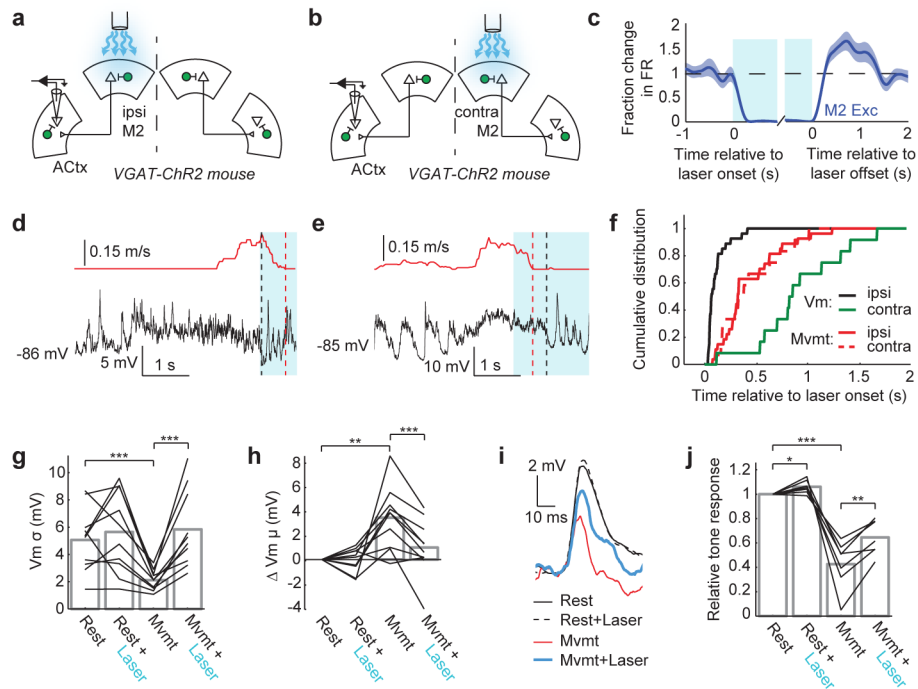 a
ipsi
M2
ACtx
VGAT-ChR2 mouse
b
contra
M2
ACtx
VGAT-ChR2 mouse
c
Fraction change
in FR
2
1.5
1
0.5
0
M2 Exc
-1 0 0 1 2
Time relative to
laser onset (s)
Time relative to
laser offset (s)
d
0.15 m/s
-86 mV
5 mV
1 s
e
0.15 m/s
-85 mV
10 mV
1 s
f
Cumulative distribution
1
0.8
0.6
0.4
0.2
0
Vm: ipsi
contra
Mvmt: ipsi
contra
0 0.5 1 1.5 2
Time relative to laser onset (s)
g
Vm σ (mV)
10
8
6
4
2
0
***
***
Rest
Rest +
Laser
Mvmt
Mvmt +
Laser
h
Δ Vm μ (mV)
8
6
4
2
0
-2
-4
**
***
Rest
Rest +
Laser
Mvmt
Mvmt +
Laser
i
2 mV
10 ms
Rest
Rest+Laser
Mvmt
Mvmt+Laser
j
Relative tone response
1.2
1
0.8
0.6
0.4
0.2
0
***
*
**
Rest
Rest +
Laser
Mvmt
Mvmt +
Laser